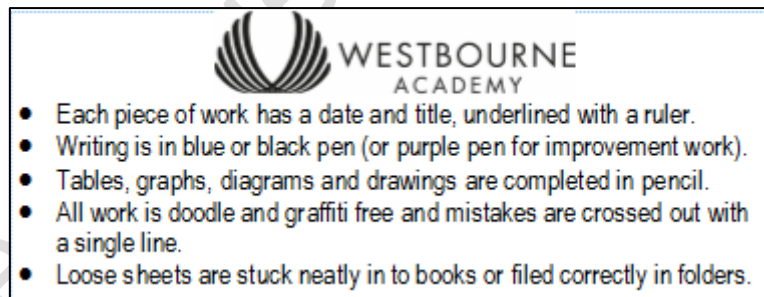 WESTBOURNE
ACADEMY
● Each piece of work has a date and title, underlined with a ruler.
● Writing is in blue or black pen (or purple pen for improvement work).
● Tables, graphs, diagrams and drawings are completed in pencil.
● All work is doodle and graffiti free and mistakes are crossed out with
a single line.
● Loose sheets are stuck neatly in to books or filed correctly in folders.